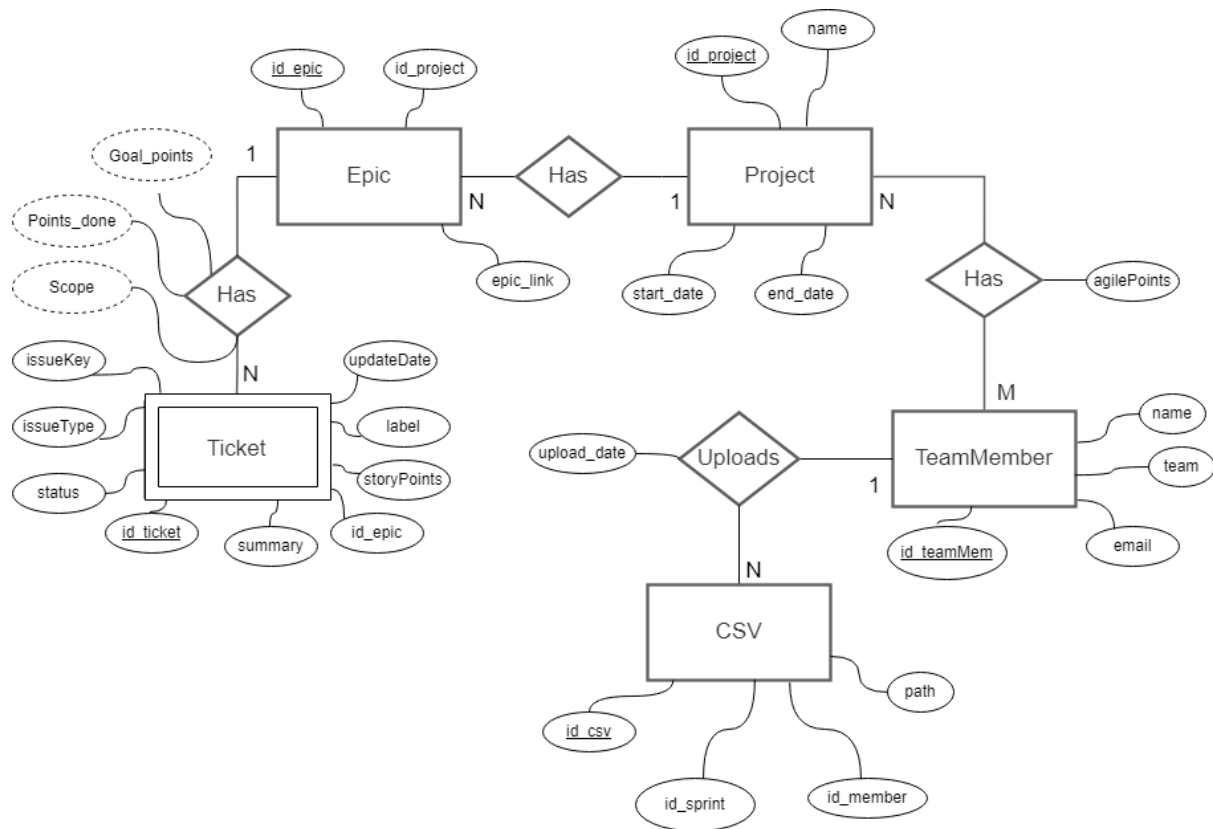 name
id_project
id_epic
id_project
Goal_points
1
Epic
N
Has
1
Project
N
Points_done
epic_link
start_date
end_date
Has
agilePoints
Scope
Has
issueKey
N
updateDate
M
name
issueType
Ticket
label
upload_date
Uploads
1
TeamMember
team
status
storyPoints
id_ticket
summary
id_epic
id_teamMem
email
N
CSV
path
id_csv
id_sprint
id_member